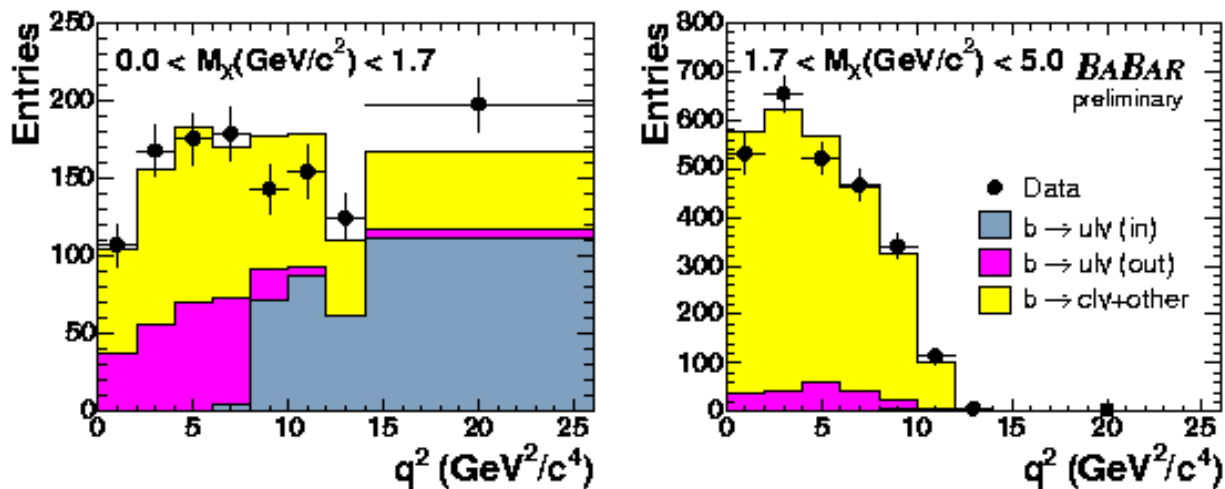 Entries
250
200
150
100
50
0
0.0 < M_X(GeV/c²) < 1.7
0 5 10 15 20 25
q² (GeV²/c⁴)
Entries
800
700
600
500
400
300
200
100
0
1.7 < M_X(GeV/c²) < 5.0
BABAR
preliminary
Data
b → ulν (in)
b → ulν (out)
b → clν+other
0 5 10 15 20 25
q² (GeV²/c⁴)